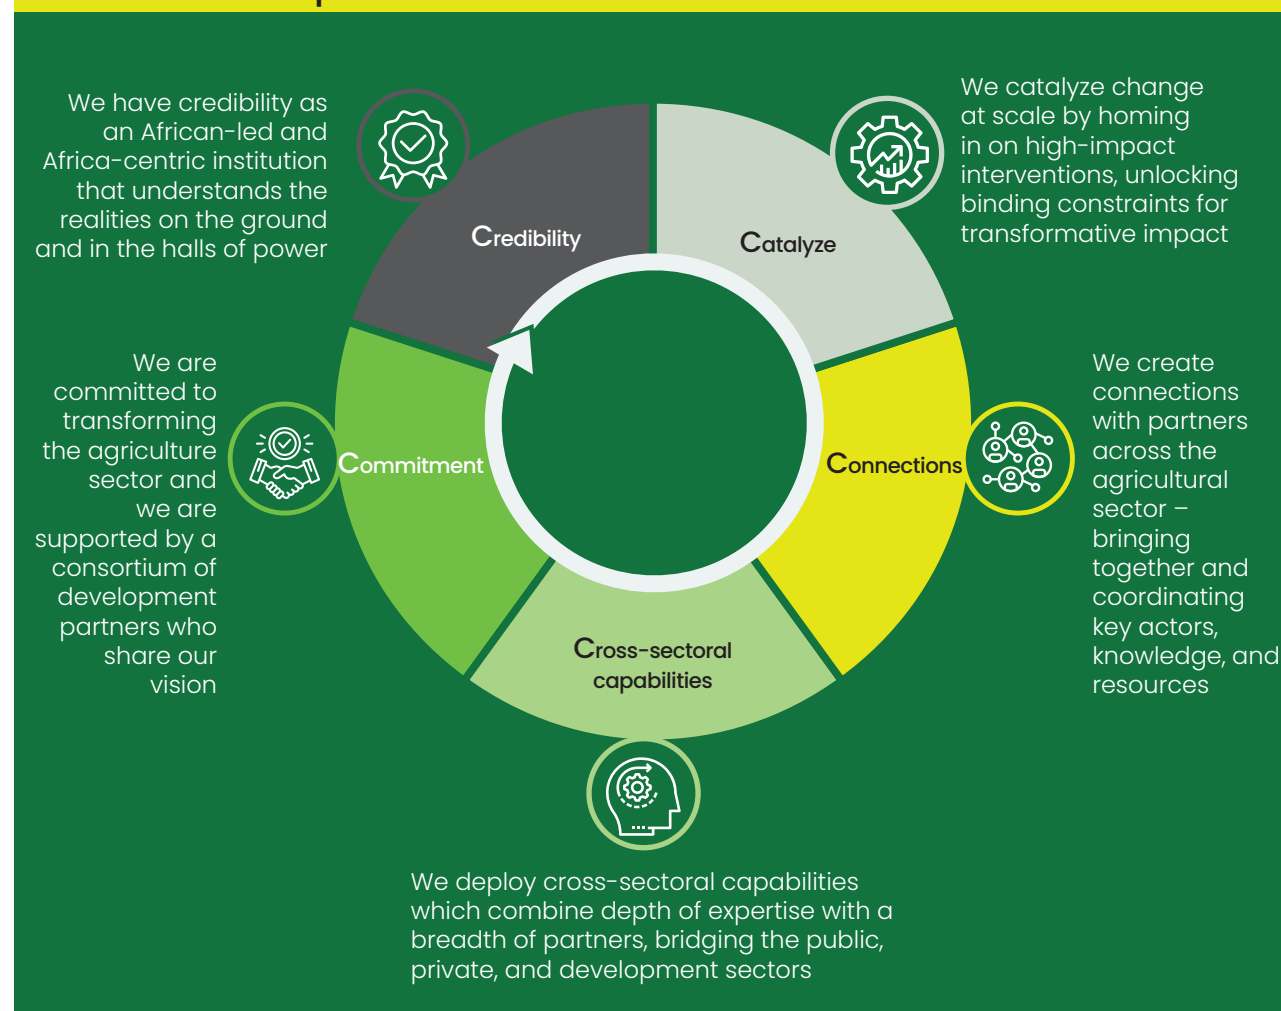 We have credibility as
an African-led and
Africa-centric institution
that understands the
realities on the ground
and in the halls of power
Credibility
Catalyze
We catalyze change
at scale by homing
in on high-impact
interventions, unlocking
binding constraints for
transformative impact
We are
committed to
transforming
the agriculture
sector and
we are
supported by a
consortium of
development
partners who
share our
vision
Commitment
Connections
We create
connections
with partners
across the
agricultural
sector –
bringing
together and
coordinating
key actors,
knowledge, and
resources
Cross-sectoral
capabilities
We deploy cross-sectoral capabilities
which combine depth of expertise with a
breadth of partners, bridging the public,
private, and development sectors